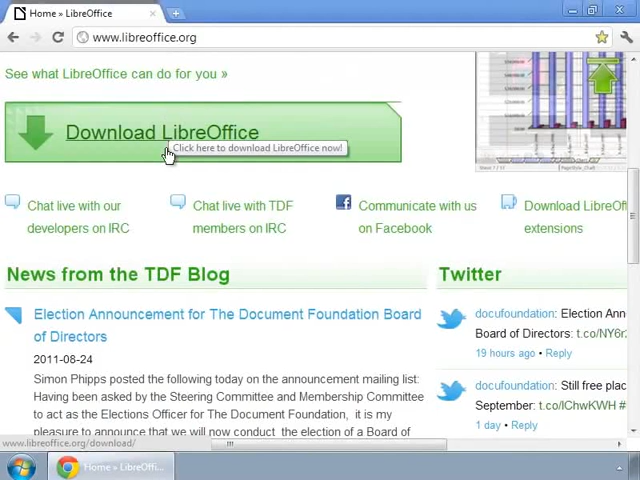 Home » LibreOffice
www.libreoffice.org
See what LibreOffice can do for you »
Download LibreOffice
Click here to download LibreOffice now!
Chat live with our
developers on IRC
Chat live with TDF
members on IRC
Communicate with us
on Facebook
Download LibreOff
extensions
News from the TDF Blog
Twitter
Election Announcement for The Document Foundation Board
of Directors
2011-08-24
Simon Phipps posted the following today on the announcement mailing list:
Having been asked by the Steering Committee and Membership Committee
to act as the Elections Officer for The Document Foundation, it is my
pleasure to announce that we will now conduct the election of a Board of
docufoundation: Election Ann
Board of Directors: t.co/NY6r
19 hours ago • Reply
docufoundation: Still free plac
September: t.co/lChwKWH #
1 day • Reply
www.libreoffice.org/download/
Home » LibreOffi...